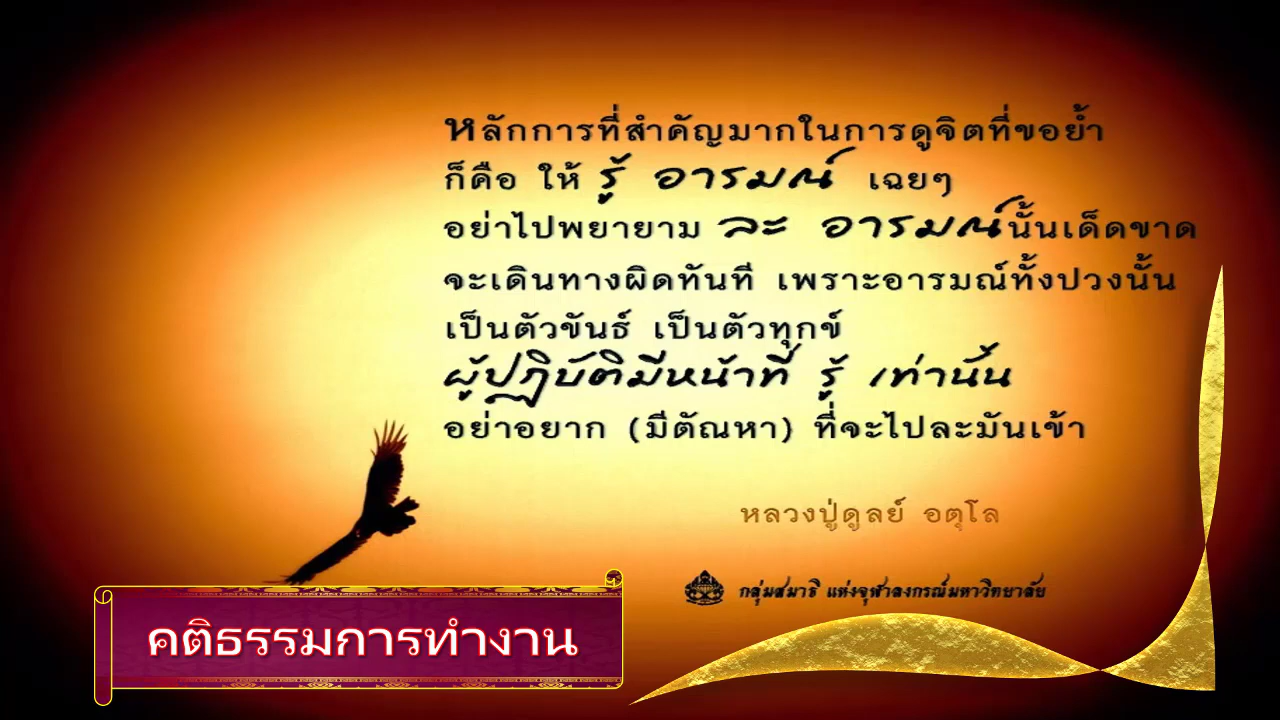 หลักการที่สำคัญมากในการดูจิตที่ขอย้ำ
ก็คือ ให้ รู้ อารมณ์ เฉยๆ
อย่าไปพยายาม ละ อารมณ์นั้นเด็ดขาด
จะเดินทางผิดทันที เพราะอารมณ์ทั้งปวงนั้น
เป็นตัวขันธ์ เป็นตัวทุกข์
ผู้ปฏิบัติมีหน้าที่ รู้ เท่านั้น
อย่าอยาก (มีตัณหา) ที่จะไปละมันเข้า
หลวงปู่ดูลย์ อตุโล
กลุ่มสมาธิ แห่งจุฬาลงกรณ์มหาวิทยาลัย
คติธรรมการทำงาน